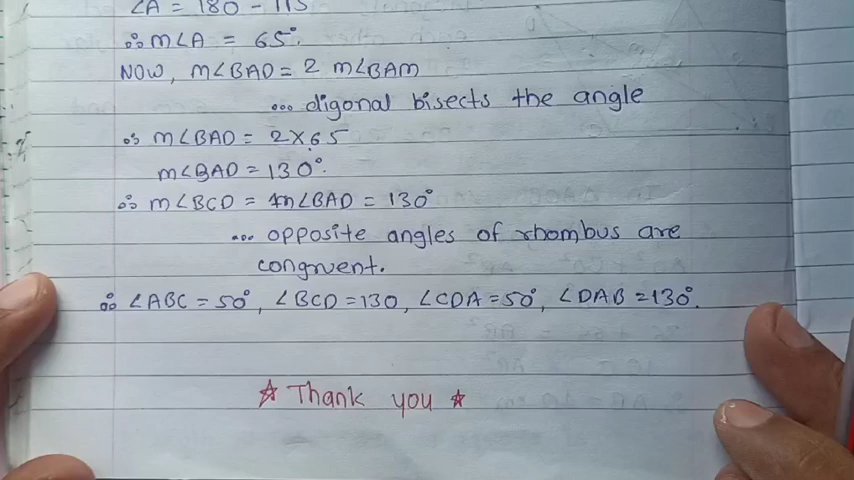 ∠A = 180 - 115
∴ m∠A = 65°.
NOW, m∠BAD = 2 m∠BAM
... digonal bisects the angle
∴ m∠BAD = 2×65
m∠BAD = 130°.
∴ m∠BCD = m∠BAD = 130°
... opposite angles of rhombus are
congruent.
∴ ∠ABC = 50°, ∠BCD = 130, ∠CDA = 50°, ∠DAB = 130°.
☆ Thank you ☆